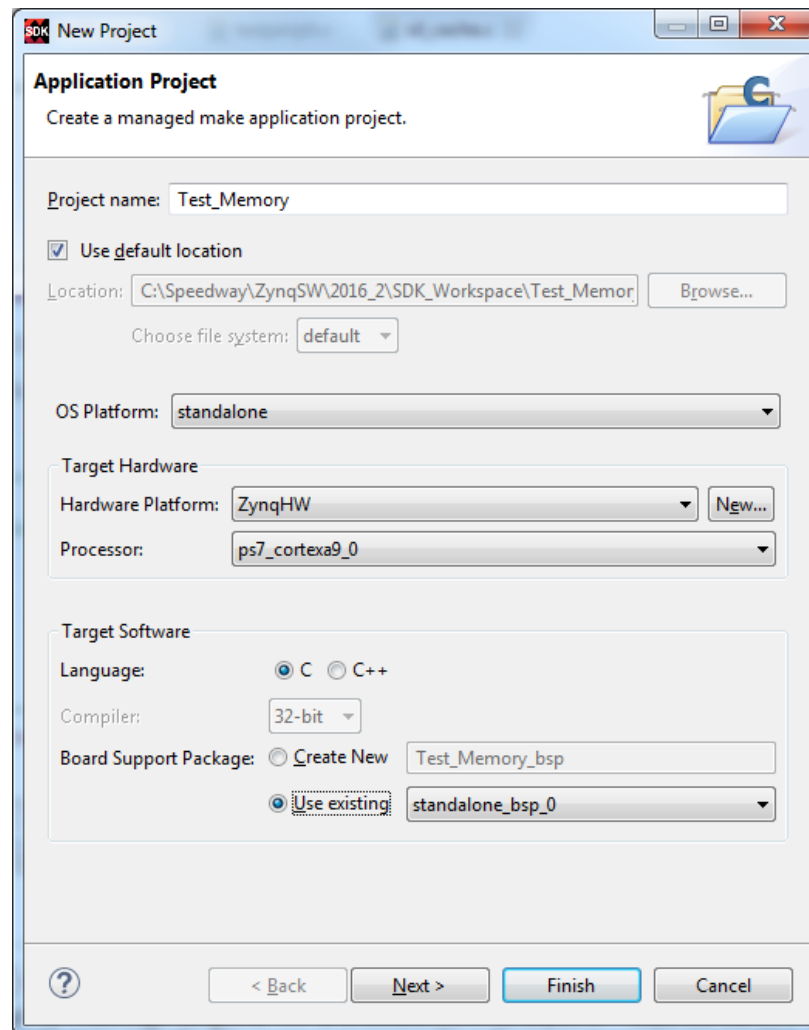 SDK New Project
Application Project
Create a managed make application project.
Project name: Test_Memory
Use default location
Location: C:\Speedway\ZynqSW\2016_2\SDK_Workspace\Test_Memor Browse...
Choose file system: default
OS Platform: standalone
Target Hardware
Hardware Platform: ZynqHW New...
Processor: ps7_cortexa9_0
Target Software
Language: C C++
Compiler: 32-bit
Board Support Package: Create New Test_Memory_bsp
Use existing standalone_bsp_0
? < Back Next > Finish Cancel